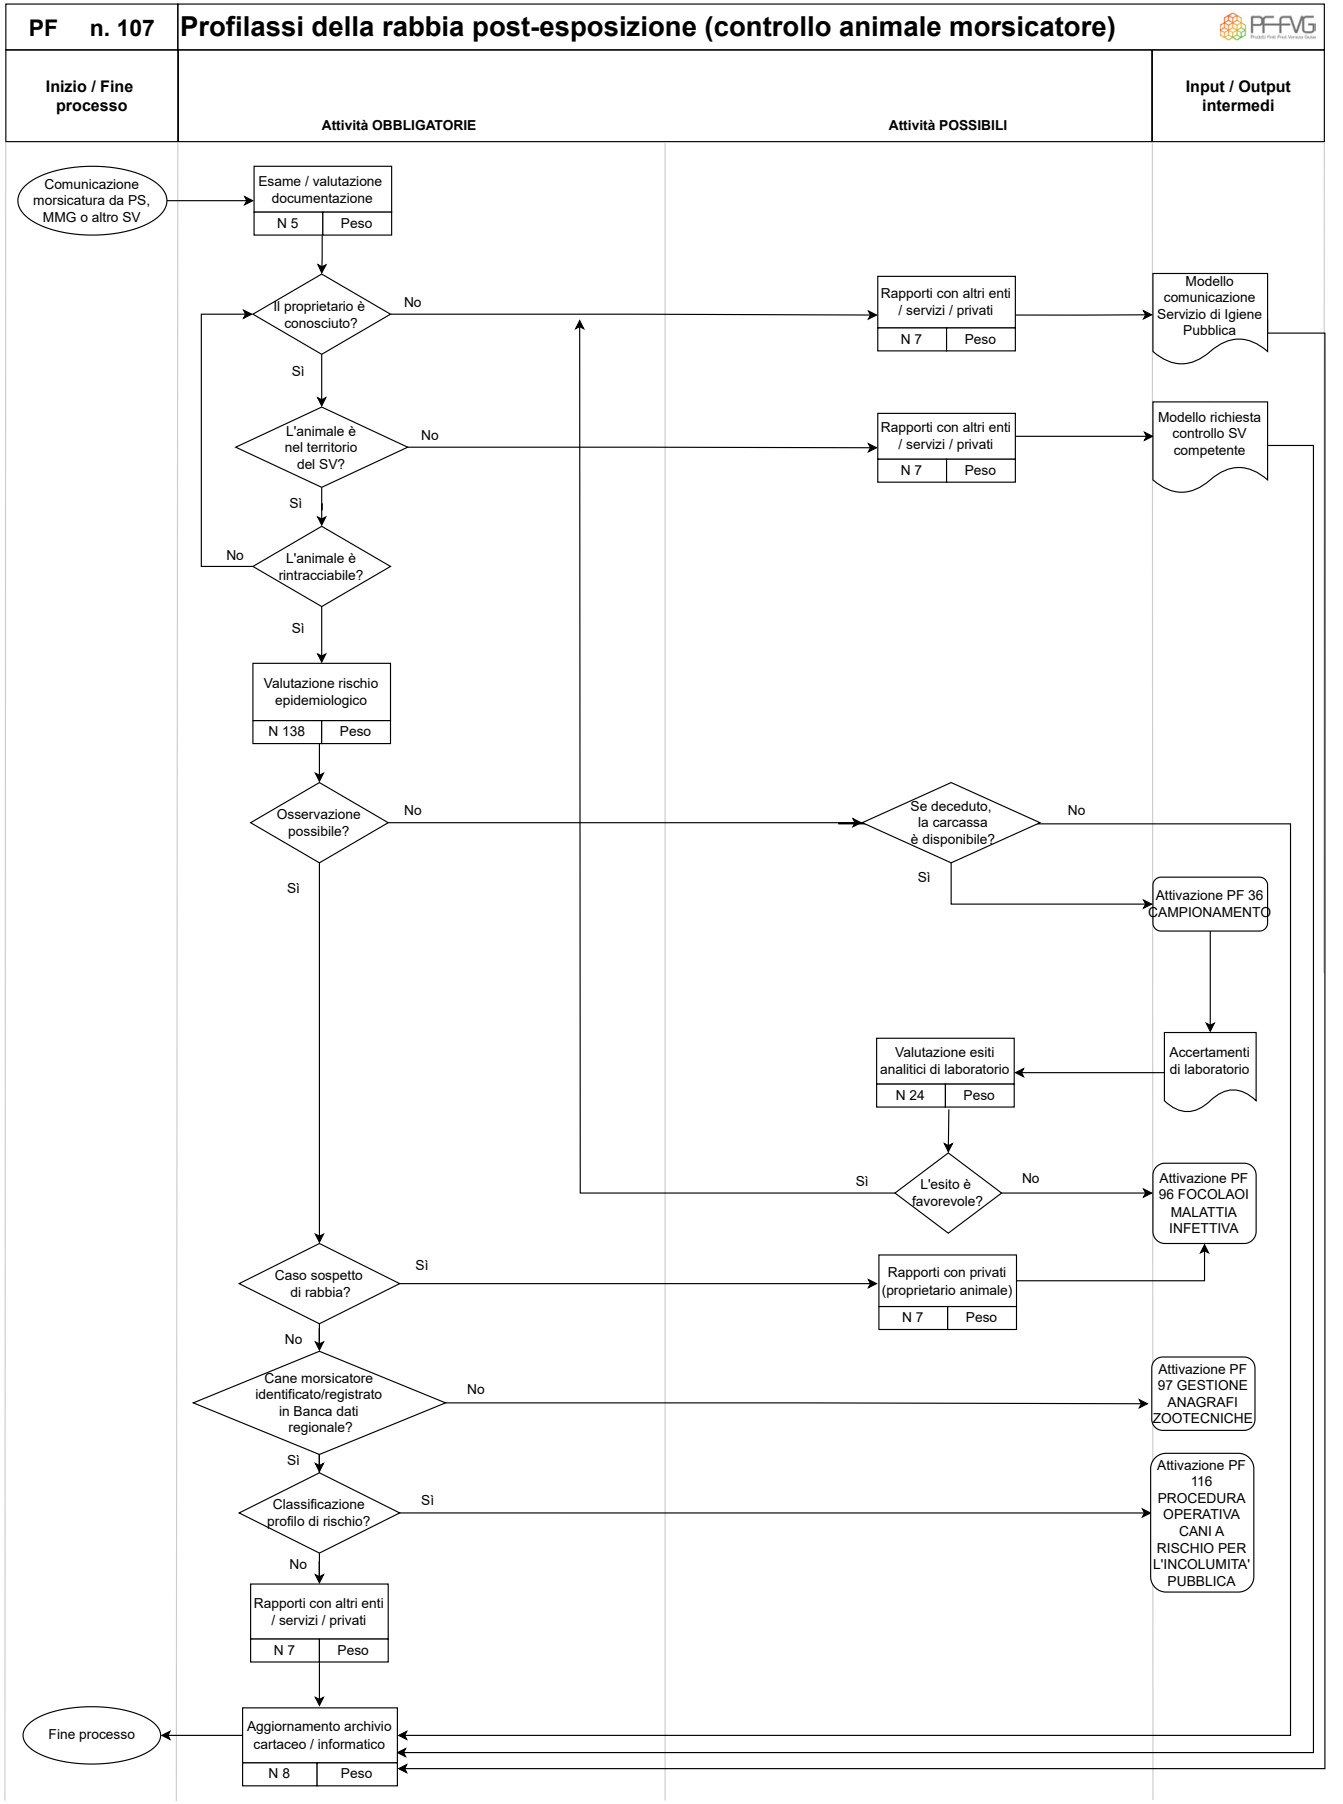 PF n. 107
Profilassi della rabbia post-esposizione (controllo animale morsicatore)
PF-FVG
Inizio / Fine
processo
Attività OBBLIGATORIE
Attività POSSIBILI
Input / Output
intermedi
Comunicazione
morsicatura da PS,
MMG o altro SV
Esame / valutazione
documentazione
N 5 Peso
Il proprietario è
conosciuto?
No
Rapporti con altri enti
/ servizi / privati
N 7 Peso
Modello
comunicazione
Servizio di Igiene
Pubblica
Sì
L'animale è
nel territorio
del SV?
No
Rapporti con altri enti
/ servizi / privati
N 7 Peso
Modello richiesta
controllo SV
competente
Sì
No
L'animale è
rintracciabile?
Sì
Valutazione rischio
epidemiologico
N 138 Peso
Osservazione
possibile?
No
Se deceduto,
la carcassa
è disponibile?
No
Sì
Sì
Attivazione PF 36
CAMPIONAMENTO
Valutazione esiti
analitici di laboratorio
N 24 Peso
Accertamenti
di laboratorio
Sì
L'esito è
favorevole?
No
Attivazione PF
96 FOCOLAOI
MALATTIA
INFETTIVA
Caso sospetto
di rabbia?
Sì
Rapporti con privati
(proprietario animale)
N 7 Peso
No
Cane morsicatore
identificato/registrato
in Banca dati
regionale?
No
Attivazione PF
97 GESTIONE
ANAGRAFI
ZOOTECNICHE
Sì
Classificazione
profilo di rischio?
Sì
Attivazione PF
116
PROCEDURA
OPERATIVA
CANI A
RISCHIO PER
L'INCOLUMITA'
PUBBLICA
No
Rapporti con altri enti
/ servizi / privati
N 7 Peso
Fine processo
Aggiornamento archivio
cartaceo / informatico
N 8 Peso